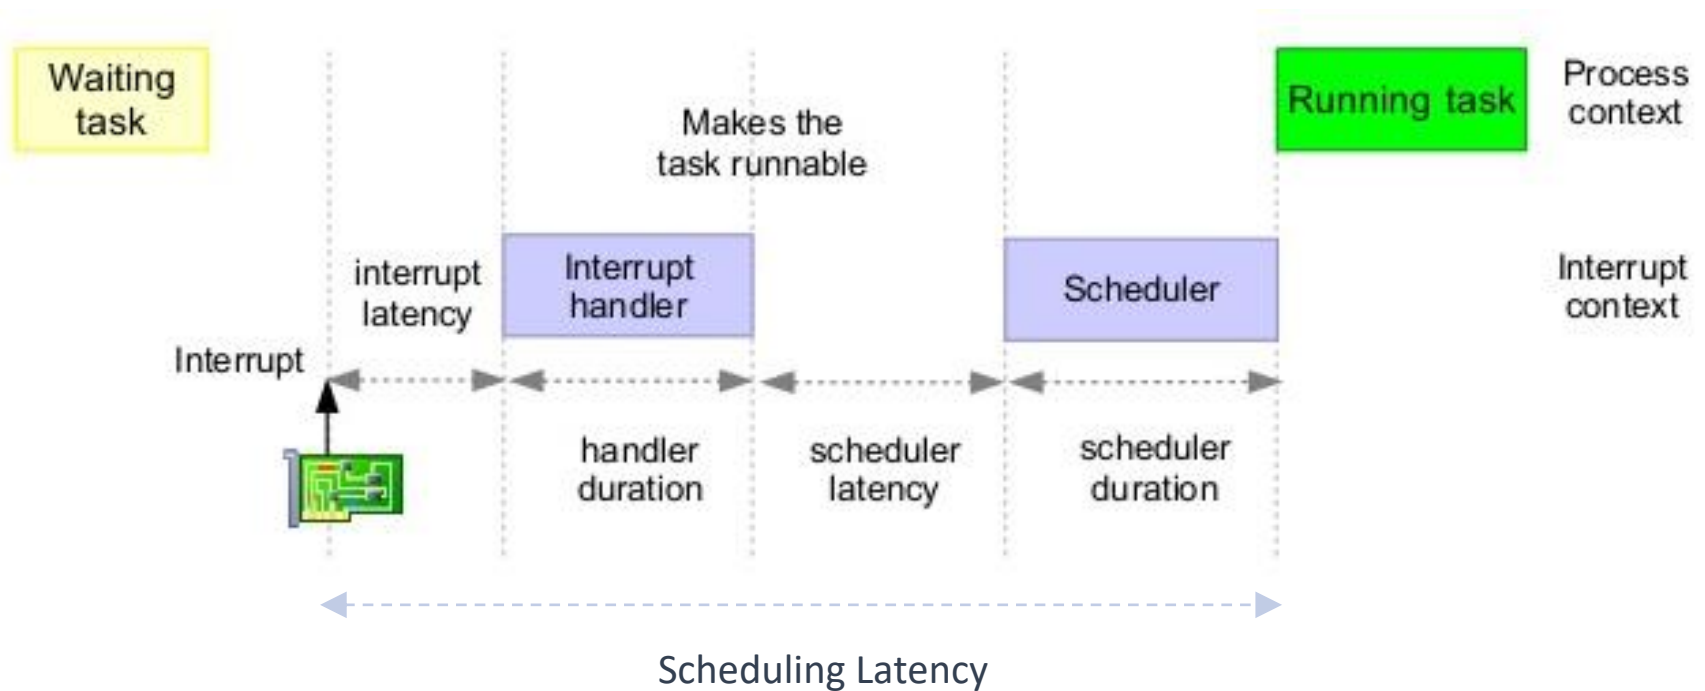 Waiting
task
Makes the
task runnable
Running task
Process
context
interrupt
latency
Interrupt
handler
Scheduler
Interrupt
context
Interrupt
handler
duration
scheduler
latency
scheduler
duration
Scheduling Latency